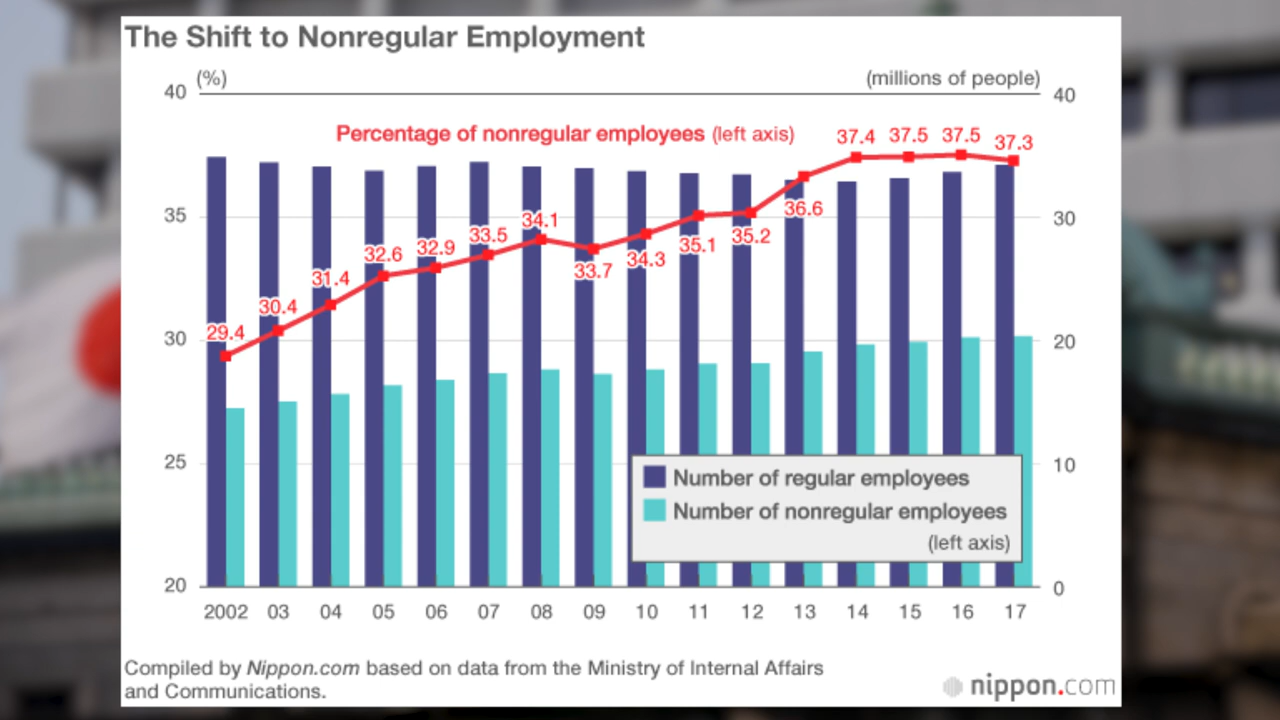 The Shift to Nonregular Employment
(%)
(millions of people)
40
40
Percentage of nonregular employees (left axis)
37.4 37.5 37.5 37.3
35
30
29.4 30.4 31.4 32.6 32.9 33.5 34.1 33.7 34.3 35.1 35.2 36.6
30
20
25
10
Number of regular employees
Number of nonregular employees
(left axis)
20
0
2002 03 04 05 06 07 08 09 10 11 12 13 14 15 16 17
Compiled by Nippon.com based on data from the Ministry of Internal Affairs
and Communications.
nippon.com